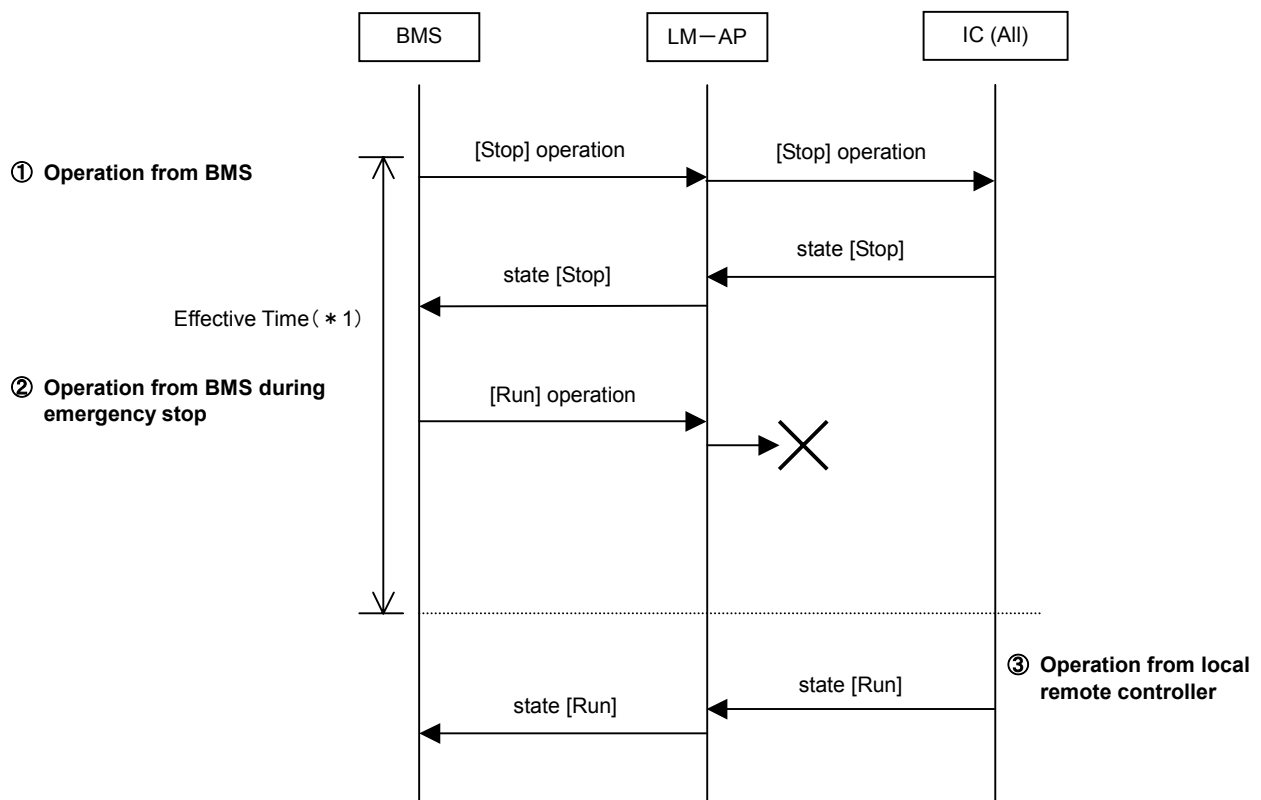 BMS
LM－AP
IC (All)
① Operation from BMS
[Stop] operation
[Stop] operation
state [Stop]
state [Stop]
Effective Time(＊1)
② Operation from BMS during
emergency stop
[Run] operation
③ Operation from local
remote controller
state [Run]
state [Run]